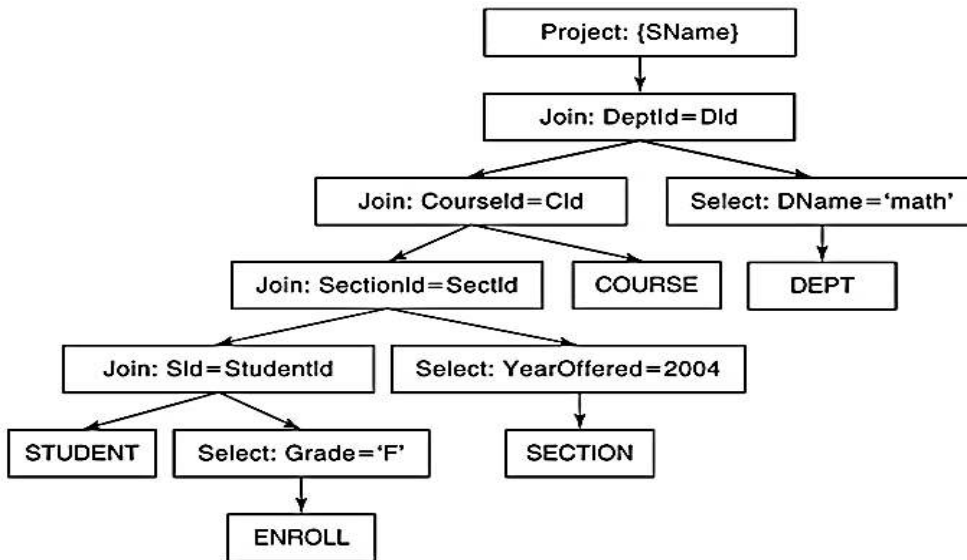 Project: {SName}
Join: DeptId=DId
Join: CourseId=CId
Select: DName=‘math’
Join: SectionId=SectId
COURSE
DEPT
Join: SId=StudentId
Select: YearOffered=2004
STUDENT
Select: Grade=‘F’
SECTION
ENROLL